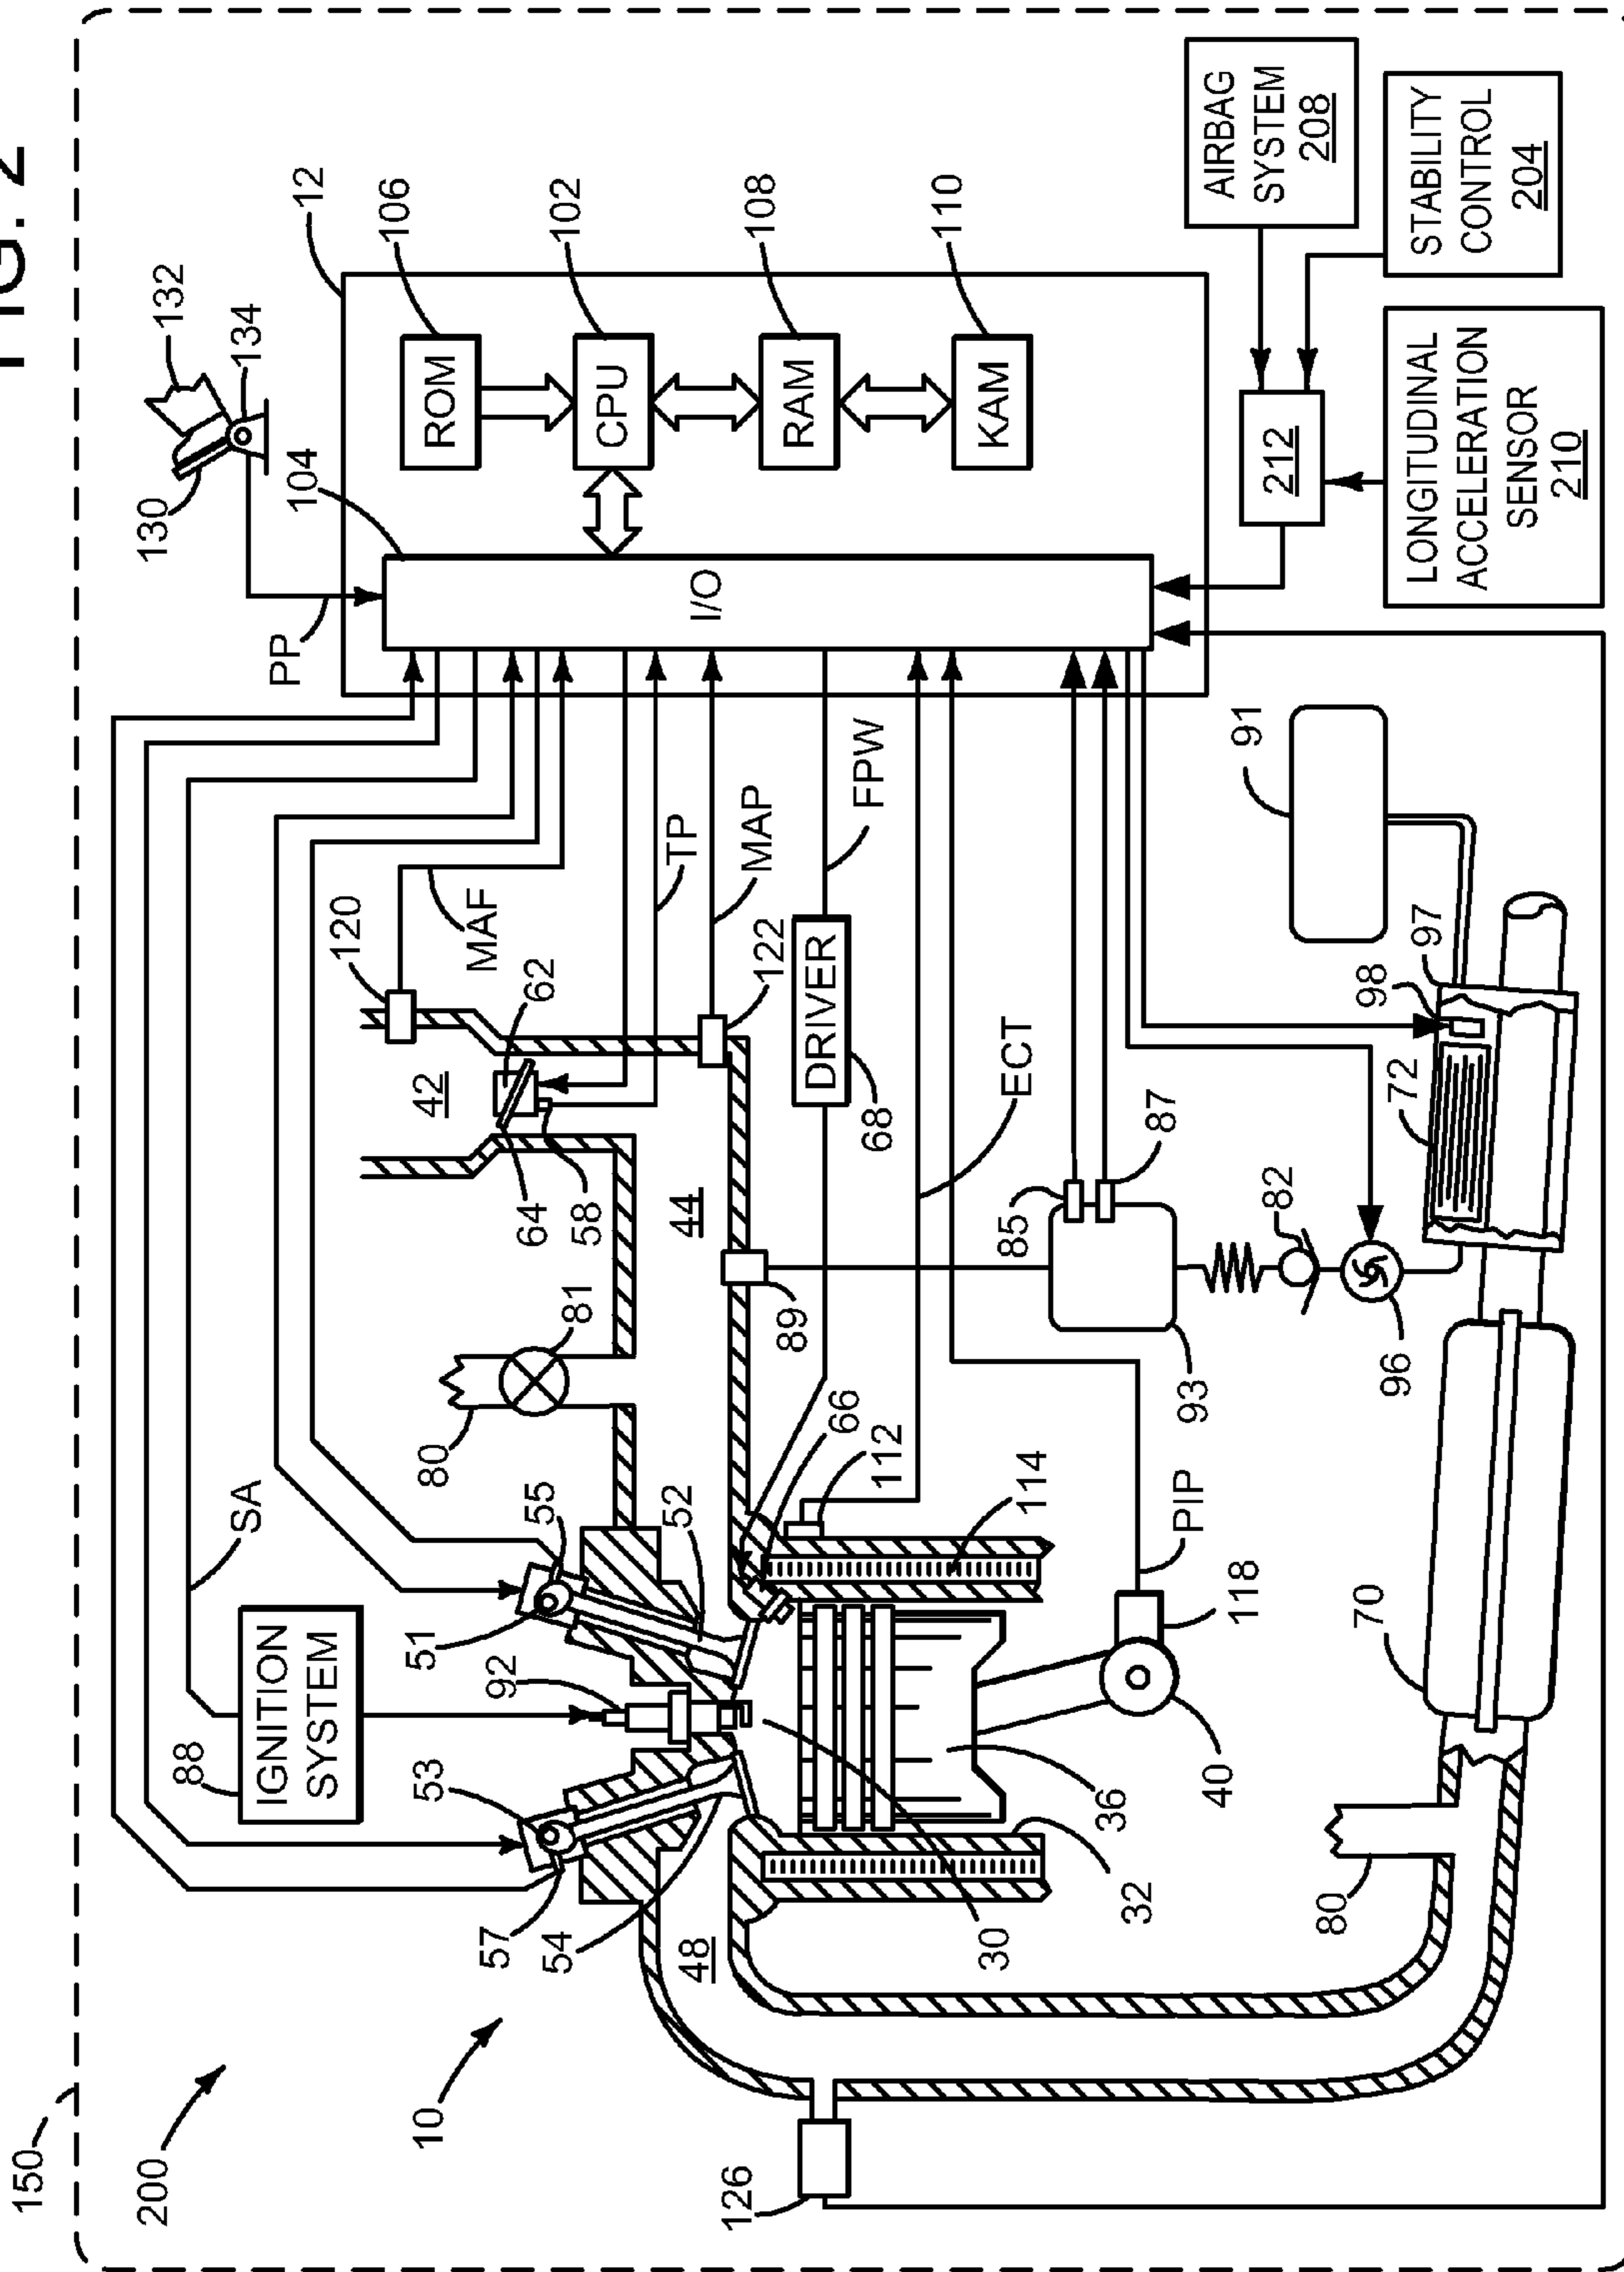 FIG. 2
150
200
130
132
PP
134
104
12
88
SA
IGNITION
SYSTEM
120
106
ROM
10
57
53
51
55
80
81
42
MAF
62
54
92
52
64
58
TP
102
CPU
48
44
I/O
126
66
89
MAP
122
108
RAM
DRIVER
68
FPW
112
30
114
85
ECT
110
KAM
36
32
118
PIP
93
87
40
82
91
AIRBAG
SYSTEM
208
212
80
70
96
72
98
97
LONGITUDINAL
ACCELERATION
SENSOR
210
STABILITY
CONTROL
204